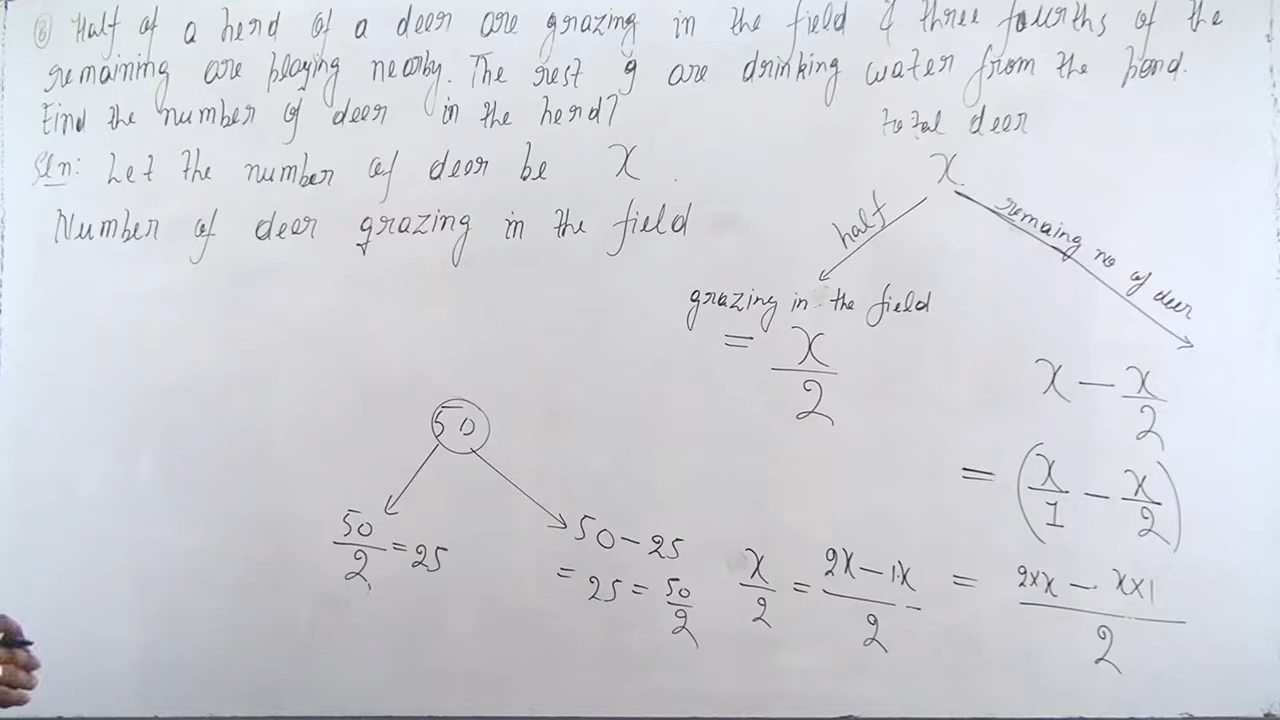 ⑧ Half of a herd of a deer are grazing in the field & three fourths of the
remaining are playing nearby. The rest 9 are drinking water from the pond.
Find the number of deer in the herd?
Sln: Let the number of deer be x.
Number of deer grazing in the field
total deer
x
half
remaing no of deer
grazing in the field
= x/2
x - x/2
= (x/1 - x/2)
50
50/2 = 25
50-25
= 25 = 50/2
x/2 = 2x-1x/2 = 2×x - x×1/2